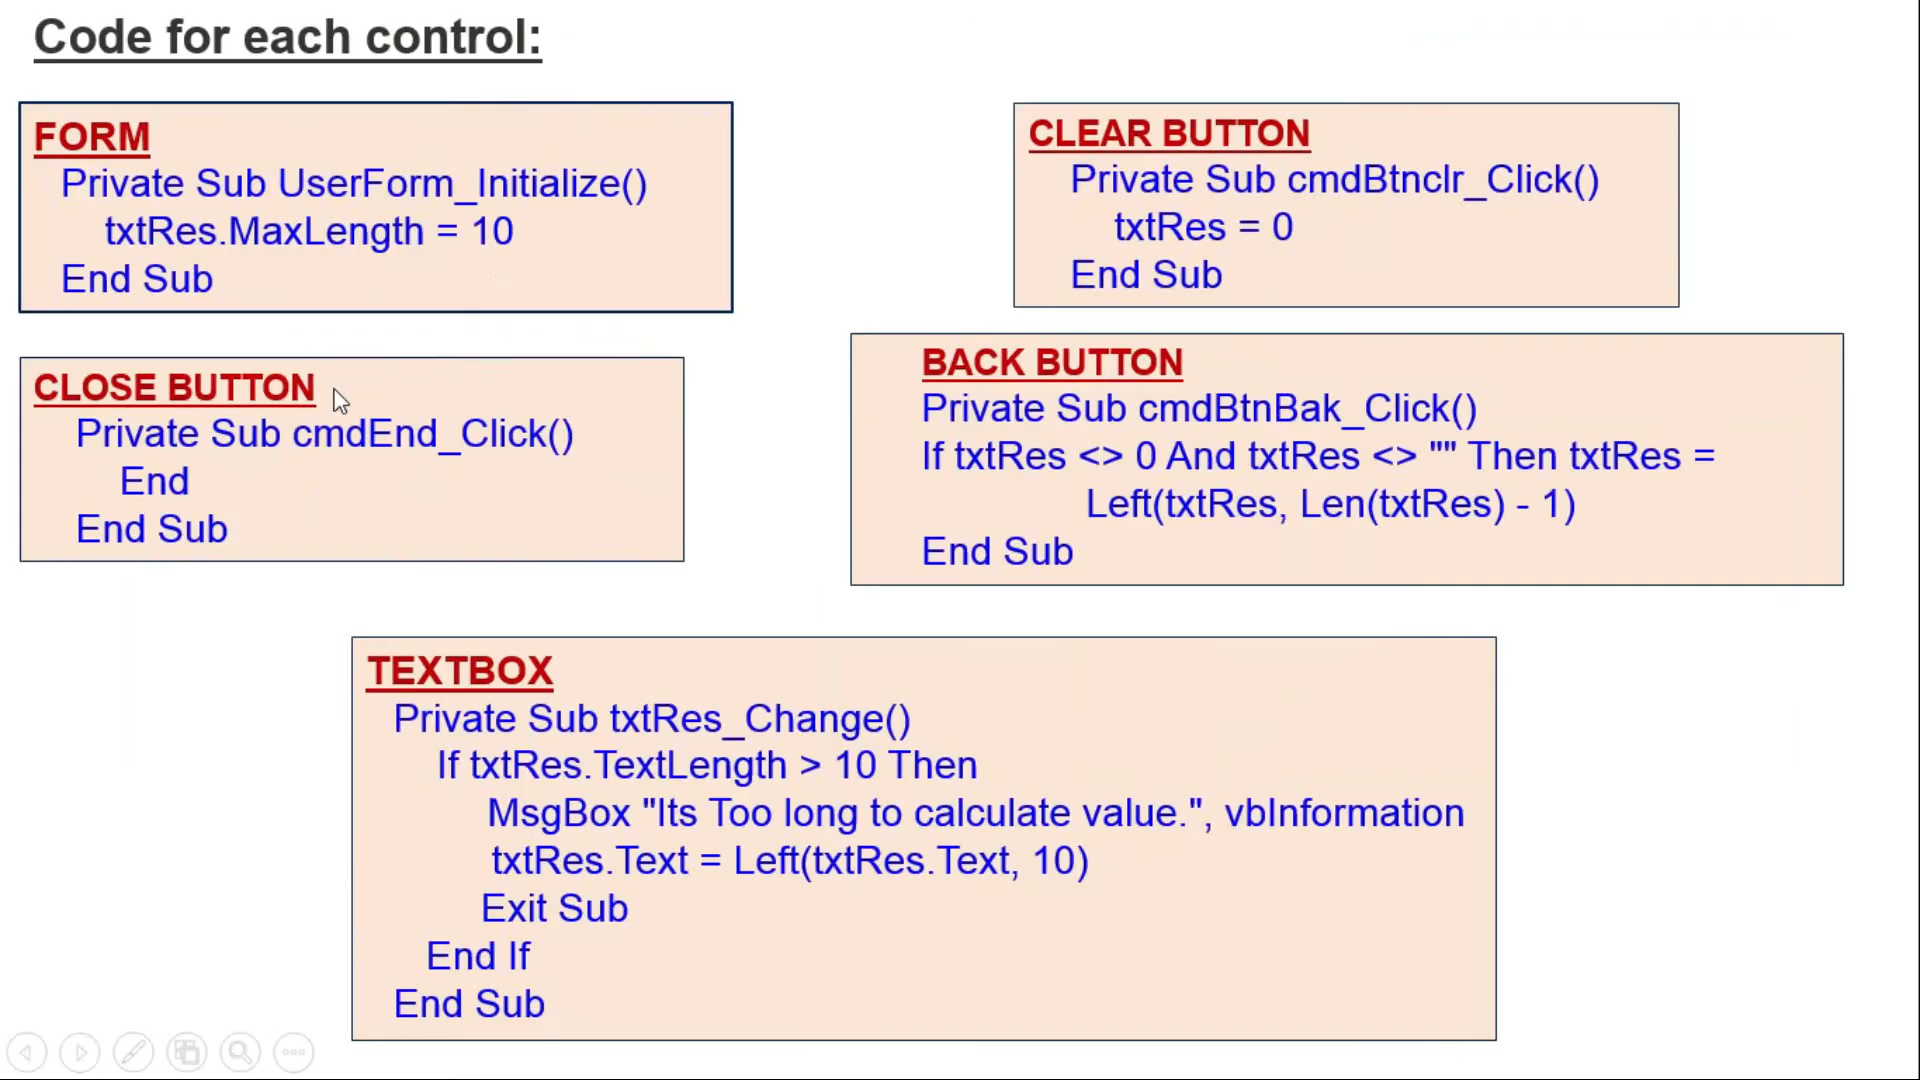 Code for each control:
FORM
Private Sub UserForm_Initialize()
txtRes.MaxLength = 10
End Sub
CLEAR BUTTON
Private Sub cmdBtnclr_Click()
txtRes = 0
End Sub
CLOSE BUTTON
Private Sub cmdEnd_Click()
End
End Sub
BACK BUTTON
Private Sub cmdBtnBak_Click()
If txtRes <> 0 And txtRes <> "" Then txtRes =
Left(txtRes, Len(txtRes) - 1)
End Sub
TEXTBOX
Private Sub txtRes_Change()
If txtRes.TextLength > 10 Then
MsgBox "Its Too long to calculate value.", vbInformation
txtRes.Text = Left(txtRes.Text, 10)
Exit Sub
End If
End Sub